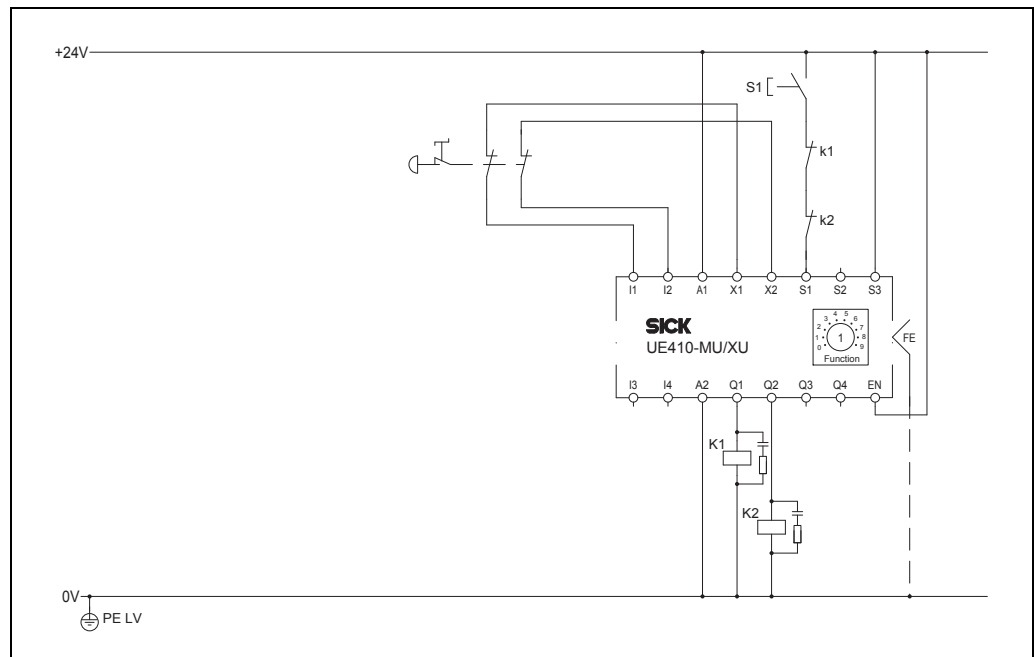 +24V
S1
k1
k2
I1 I2 A1 X1 X2 S1 S2 S3
SICK
UE410-MU/XU
0 1 2 3 4 5 6 7 8 9
1
Function
FE
I3 I4 A2 Q1 Q2 Q3 Q4 EN
K1
K2
0V
PE LV